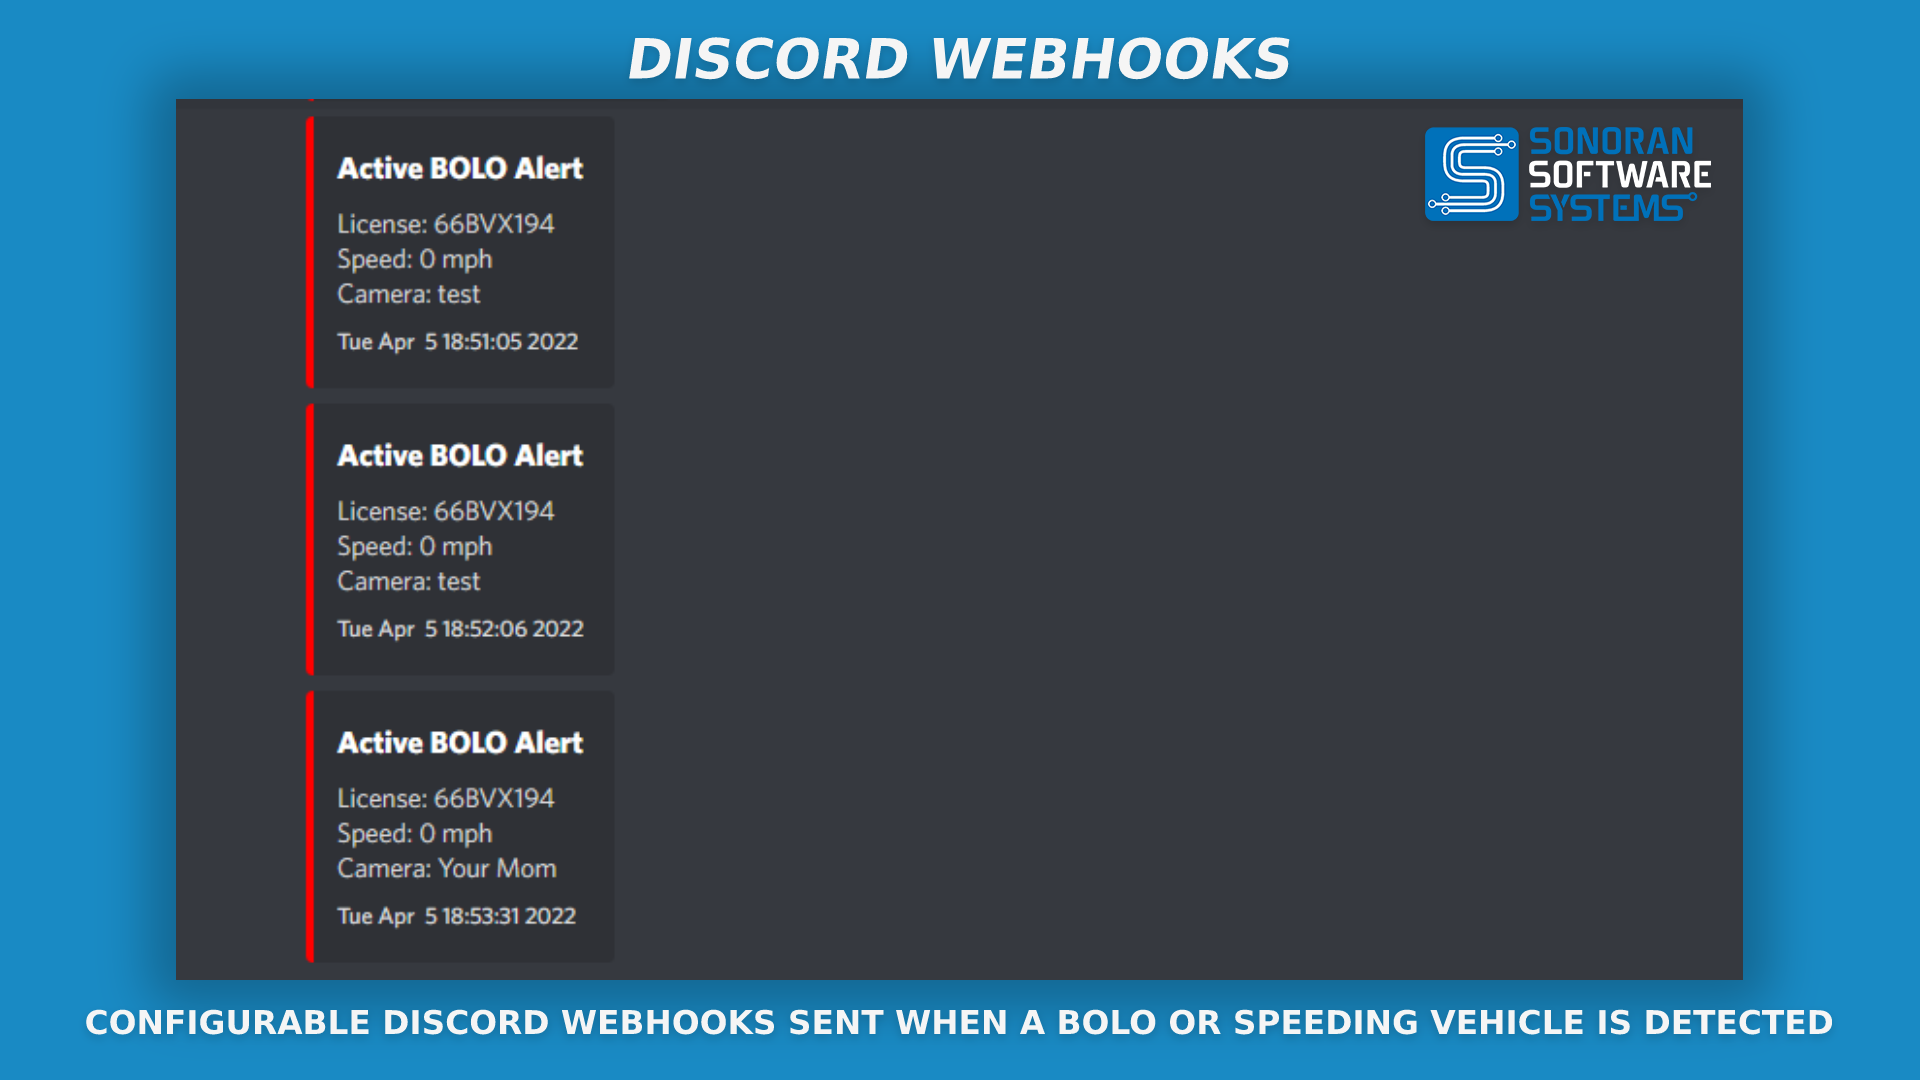 DISCORD WEBHOOKS
SONORAN
SOFTWARE
SYSTEMS
Active BOLO Alert
License: 66BVX194
Speed: 0 mph
Camera: test
Tue Apr 5 18:51:05 2022
Active BOLO Alert
License: 66BVX194
Speed: 0 mph
Camera: test
Tue Apr 5 18:52:06 2022
Active BOLO Alert
License: 66BVX194
Speed: 0 mph
Camera: Your Mom
Tue Apr 5 18:53:31 2022
CONFIGURABLE DISCORD WEBHOOKS SENT WHEN A BOLO OR SPEEDING VEHICLE IS DETECTED